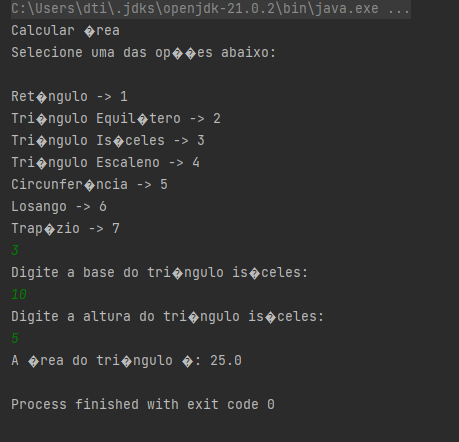 C:\Users\dti\.jdks\openjdk-21.0.2\bin\java.exe ...
Calcular �rea
Selecione uma das op��es abaixo:

Ret�ngulo -> 1
Tri�ngulo Equil�tero -> 2
Tri�ngulo Is�celes -> 3
Tri�ngulo Escaleno -> 4
Circunfer�ncia -> 5
Losango -> 6
Trap�zio -> 7
3
Digite a base do tri�ngulo is�celes:
10
Digite a altura do tri�ngulo is�celes:
5
A �rea do tri�ngulo �: 25.0

Process finished with exit code 0